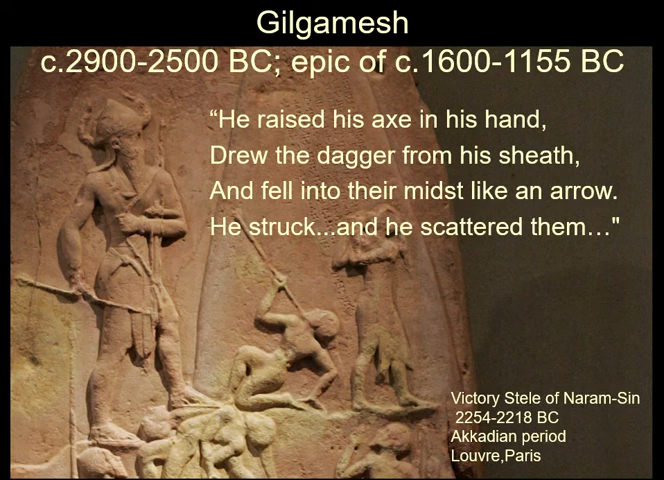 Gilgamesh
c.2900-2500 BC; epic of c.1600-1155 BC
“He raised his axe in his hand,
Drew the dagger from his sheath,
And fell into their midst like an arrow.
He struck...and he scattered them…"
Victory Stele of Naram-Sin
2254-2218 BC
Akkadian period
Louvre,Paris